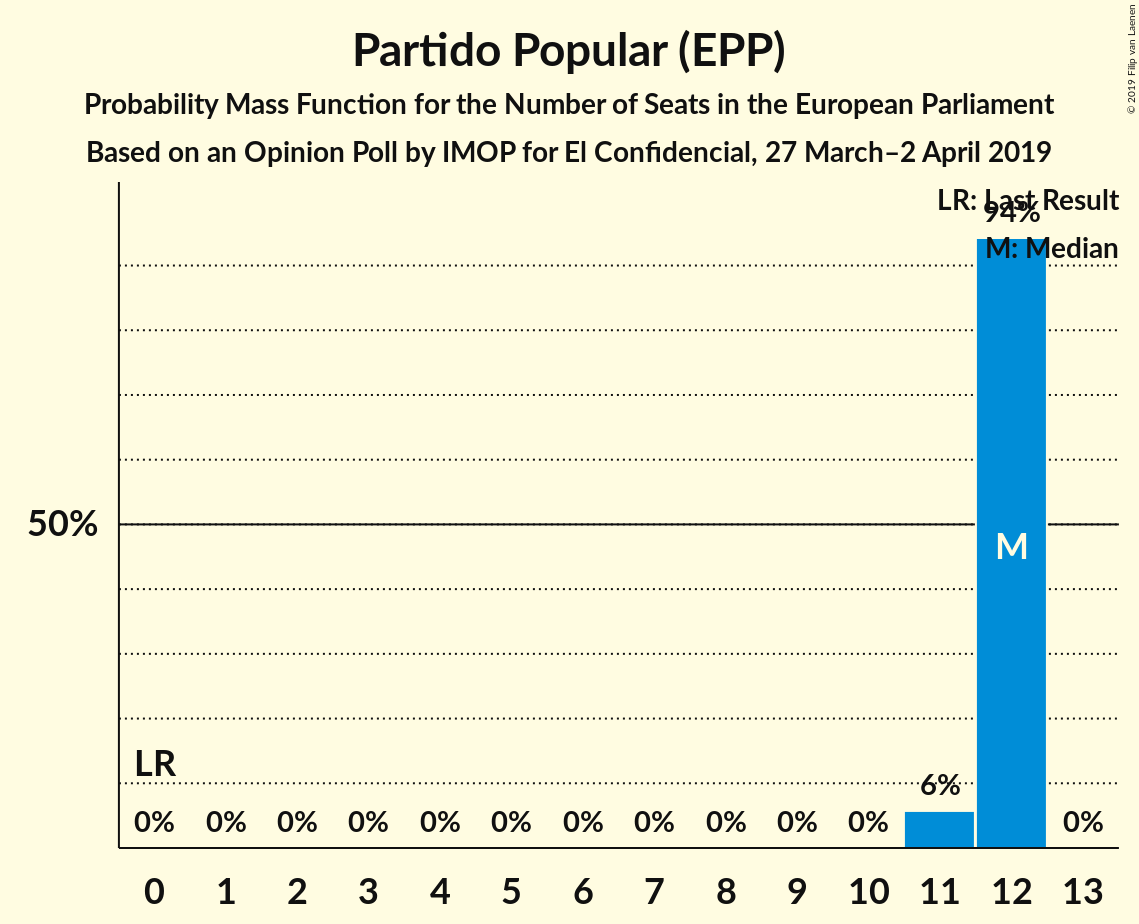 Partido Popular (EPP)
Probability Mass Function for the Number of Seats in the European Parliament
Based on an Opinion Poll by IMOP for El Confidencial, 27 March–2 April 2019
© 2019 Filip van Laenen
LR: Last Result
94%
M: Median
50%
M
LR
6%
0% 0% 0% 0% 0% 0% 0% 0% 0% 0% 0% 0%
0 1 2 3 4 5 6 7 8 9 10 11 12 13